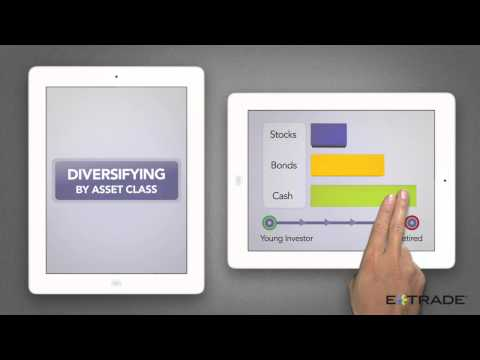 DIVERSIFYING
BY ASSET CLASS
Stocks
Bonds
Cash
Young Investor
E*TRADE